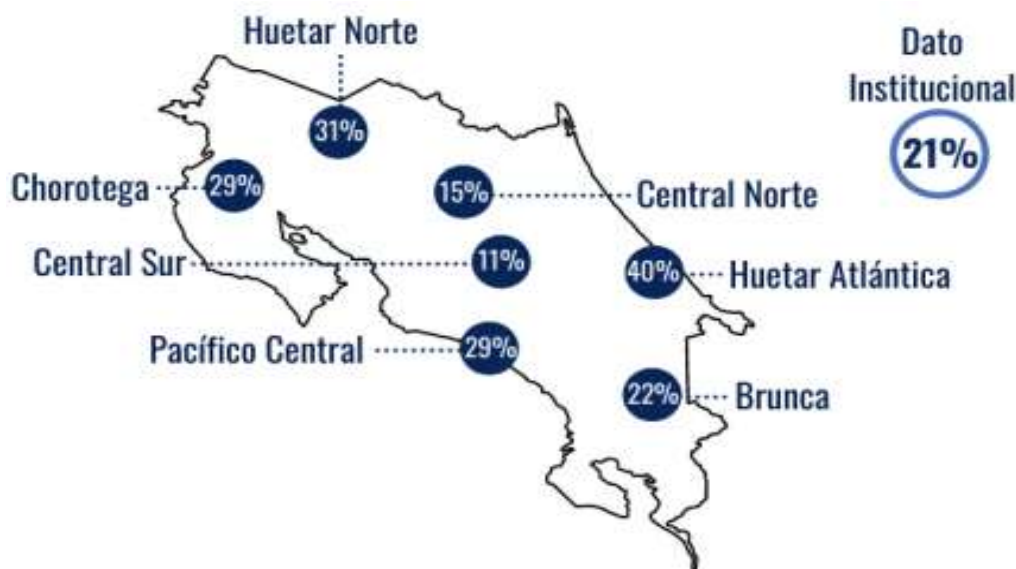 Huetar Norte
Dato
Institucional
21%
31%
Chorotega
29%
15%
Central Norte
Central Sur
11%
40%
Huetar Atlántica
Pacífico Central
29%
22%
Brunca